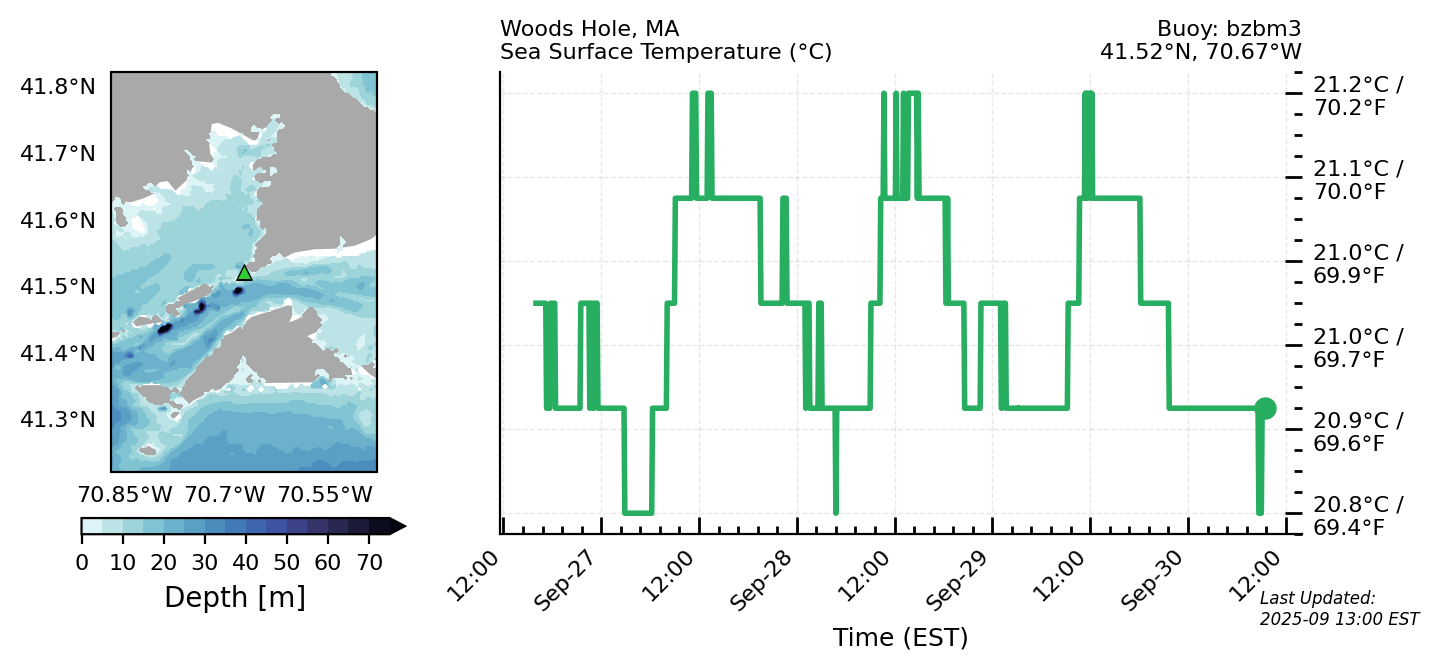 Woods Hole, MA
Sea Surface Temperature (°C)
Buoy: bzbm3
41.52°N, 70.67°W
41.8°N
41.7°N
41.6°N
41.5°N
41.4°N
41.3°N
70.85°W 70.7°W 70.55°W
0 10 20 30 40 50 60 70
Depth [m]
21.2°C /
70.2°F
21.1°C /
70.0°F
21.0°C /
69.9°F
21.0°C /
69.7°F
20.9°C /
69.6°F
20.8°C /
69.4°F
12:00 Sep-27 12:00 Sep-28 12:00 Sep-29 12:00 Sep-30 12:00
Time (EST)
Last Updated:
2025-09 13:00 EST